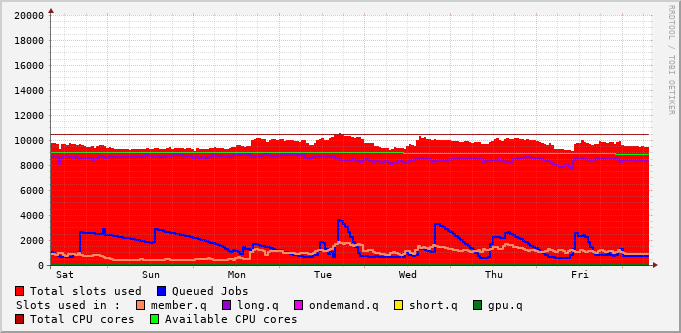 20000
18000
16000
14000
12000
10000
8000
6000
4000
2000
0
Sat Sun Mon Tue Wed Thu Fri
RRDTOOL / TOBI OETIKER
Total slots used Queued Jobs
Slots used in : member.q long.q ondemand.q short.q gpu.q
Total CPU cores Available CPU cores